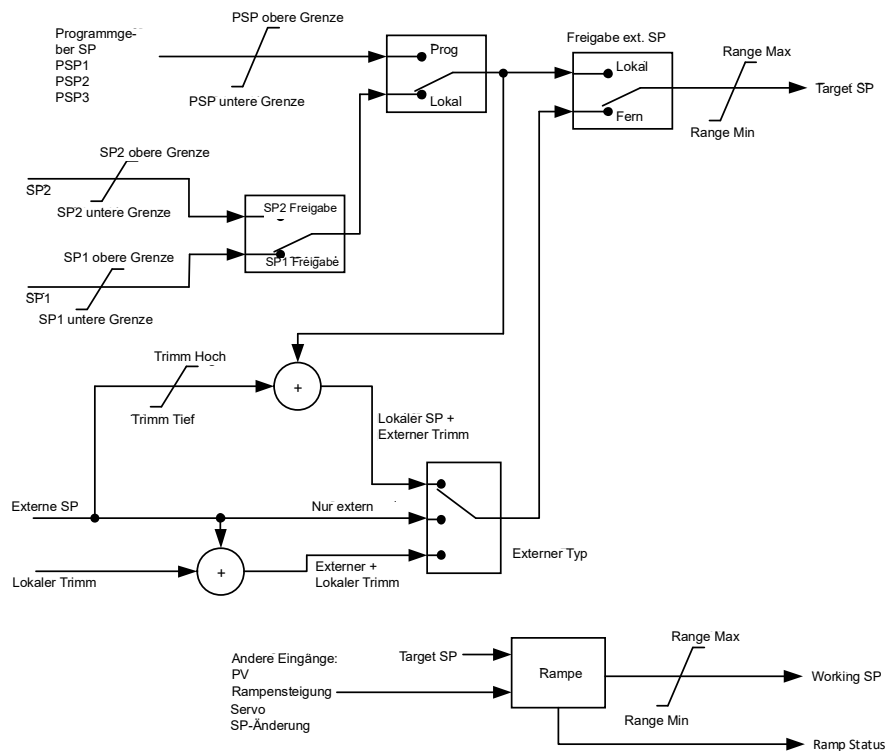 Programmge-
ber SP
PSP1
PSP2
PSP3
PSP obere Grenze
PSP untere Grenze
Prog
Lokal
Freigabe ext. SP
Lokal
Fern
Range Max
Range Min
Target SP
SP2 obere Grenze
SP2
SP2 untere Grenze
SP2 Freigabe
SP1 Freigabe
SP1 obere Grenze
SP1
SP1 untere Grenze
Trimm Hoch
Trimm Tief
+
Lokaler SP +
Externer Trimm
Externe SP
Nur extern
Lokaler Trimm
+
Externer +
Lokaler Trimm
Externer Typ
Andere Eingänge:
PV
Rampensteigung
Servo
SP-Änderung
Target SP
Rampe
Range Max
Range Min
Working SP
Ramp Status